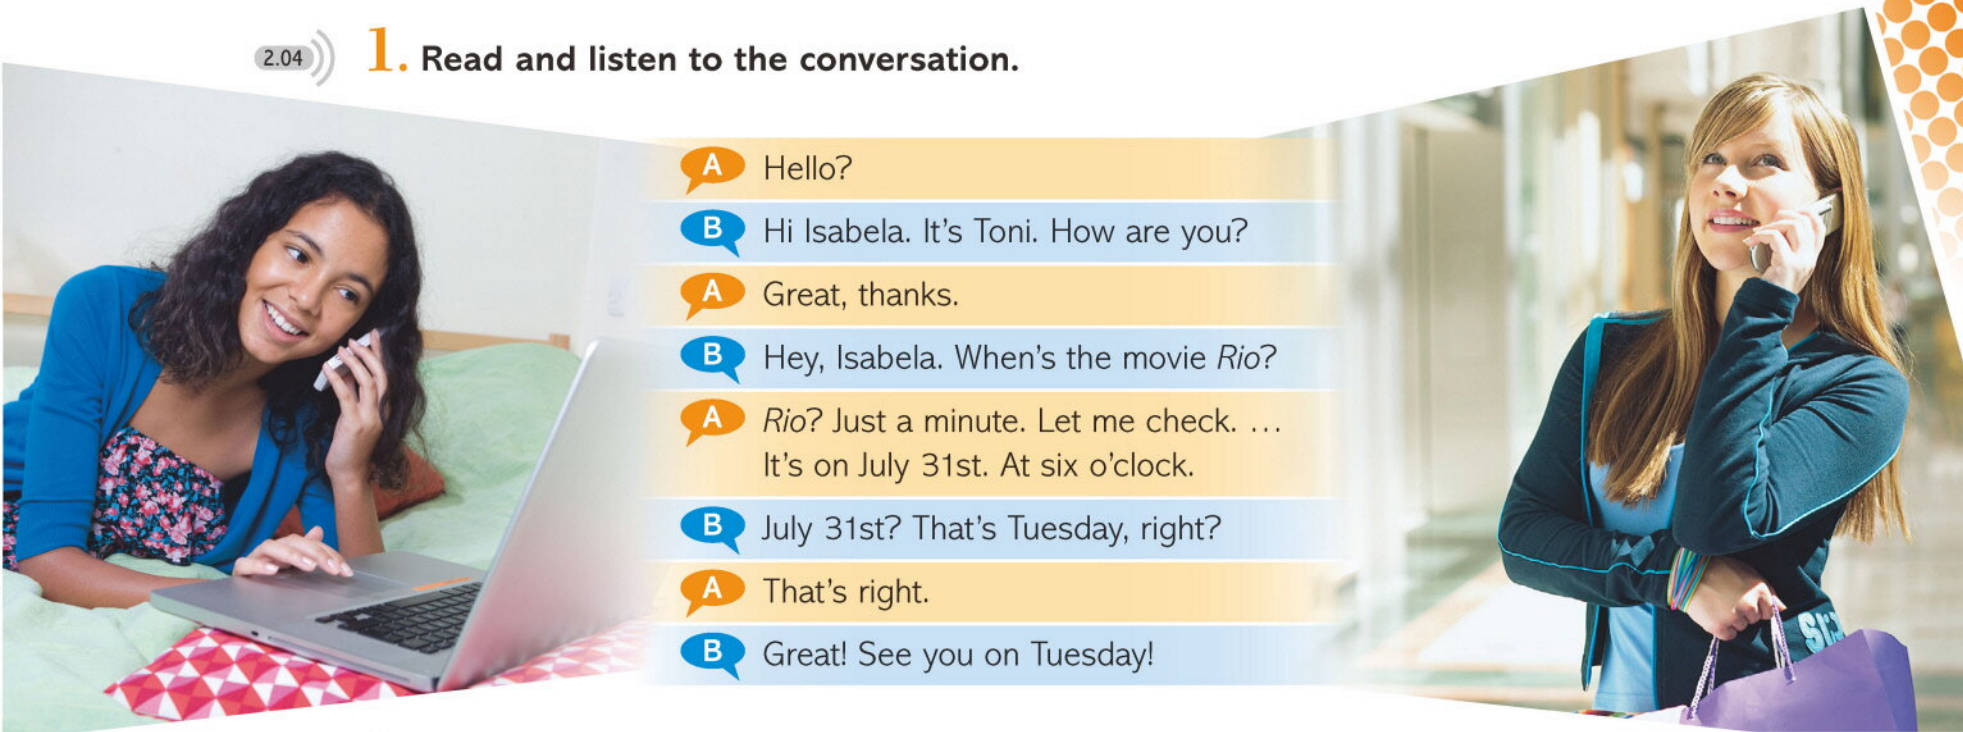 2.04
1. Read and listen to the conversation.
A Hello?
B Hi Isabela. It's Toni. How are you?
A Great, thanks.
B Hey, Isabela. When's the movie Rio?
A Rio? Just a minute. Let me check. ...
It's on July 31st. At six o'clock.
B July 31st? That's Tuesday, right?
A That's right.
B Great! See you on Tuesday!